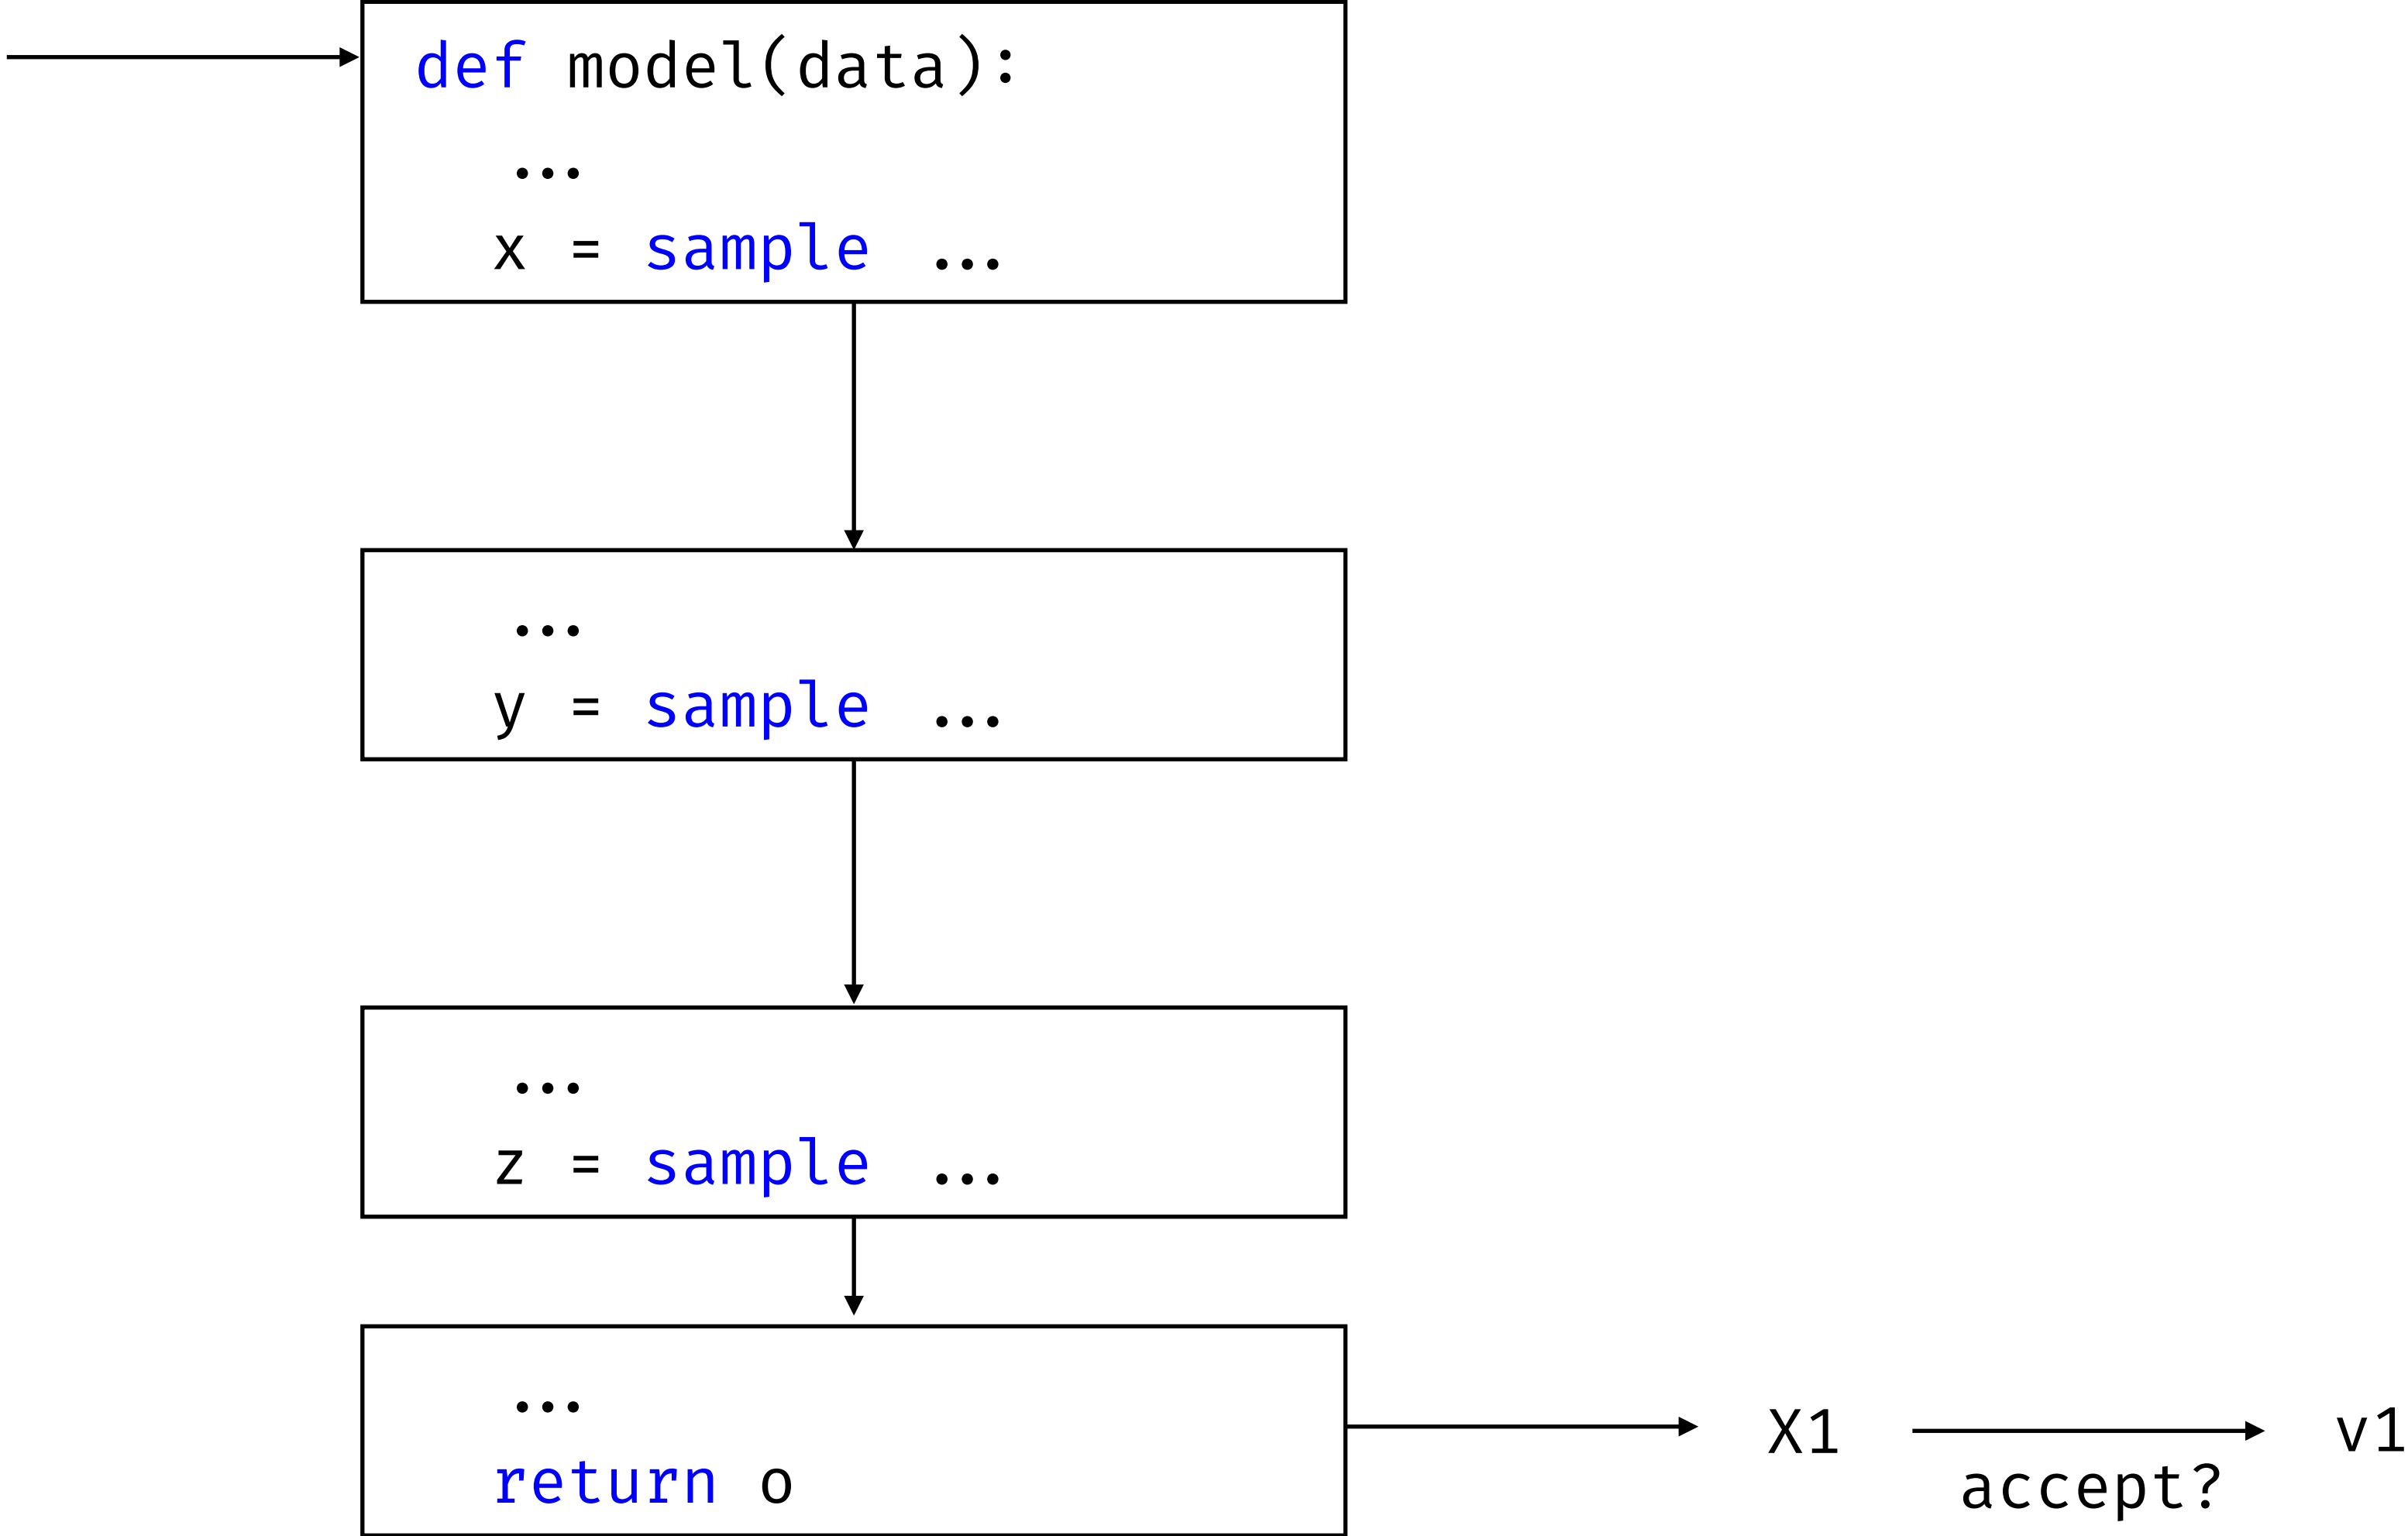 def model(data):
...
x = sample ...
...
y = sample ...
...
z = sample ...
...
return o
X1
accept?
v1